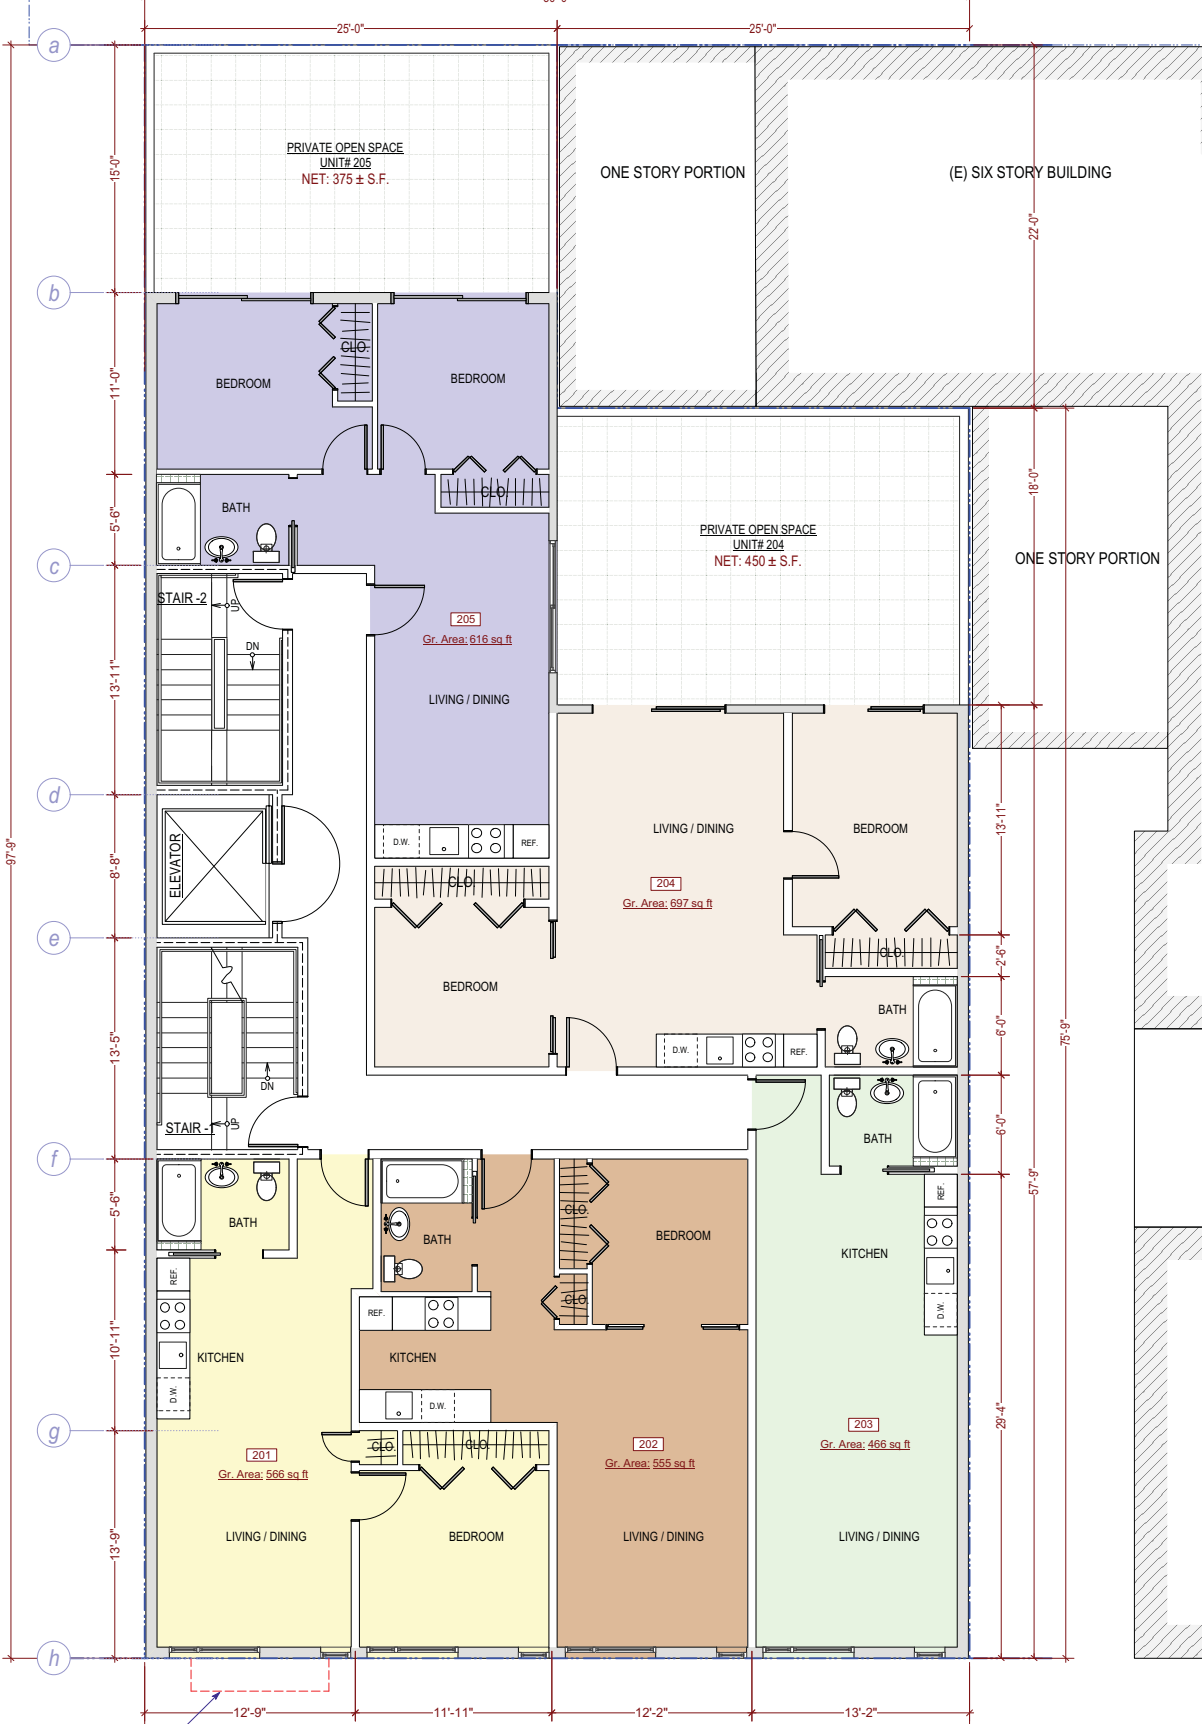 25'-0"
25'-0"
a
PRIVATE OPEN SPACE
UNIT# 205
NET: 375 ± S.F.
ONE STORY PORTION
(E) SIX STORY BUILDING
15'-0"
22'-0"
b
CLO.
BEDROOM
BEDROOM
11'-0"
CLO.
18'-0"
BATH
5'-6"
PRIVATE OPEN SPACE
UNIT# 204
NET: 450 ± S.F.
ONE STORY PORTION
c
STAIR -2
UP
205
Gr. Area: 616 sq ft
DN
13'-11"
LIVING / DINING
d
97'-9"
ELEVATOR
8'-8"
D.W.
REF.
LIVING / DINING
BEDROOM
13'-11"
CLO.
204
Gr. Area: 697 sq ft
e
CLO.
2'-6"
BEDROOM
BATH
6'-0"
75'-9"
13'-5"
D.W.
REF.
DN
UP
STAIR -1
BATH
6'-0"
f
57'-9"
5'-6"
BATH
BATH
CLO.
BEDROOM
REF.
KITCHEN
REF.
CLO.
REF.
D.W.
10'-11"
KITCHEN
KITCHEN
D.W.
D.W.
29'-4"
g
CLO.
CLO.
201
Gr. Area: 566 sq ft
202
Gr. Area: 555 sq ft
203
Gr. Area: 466 sq ft
13'-9"
LIVING / DINING
BEDROOM
LIVING / DINING
LIVING / DINING
h
12'-9"
11'-11"
12'-2"
13'-2"